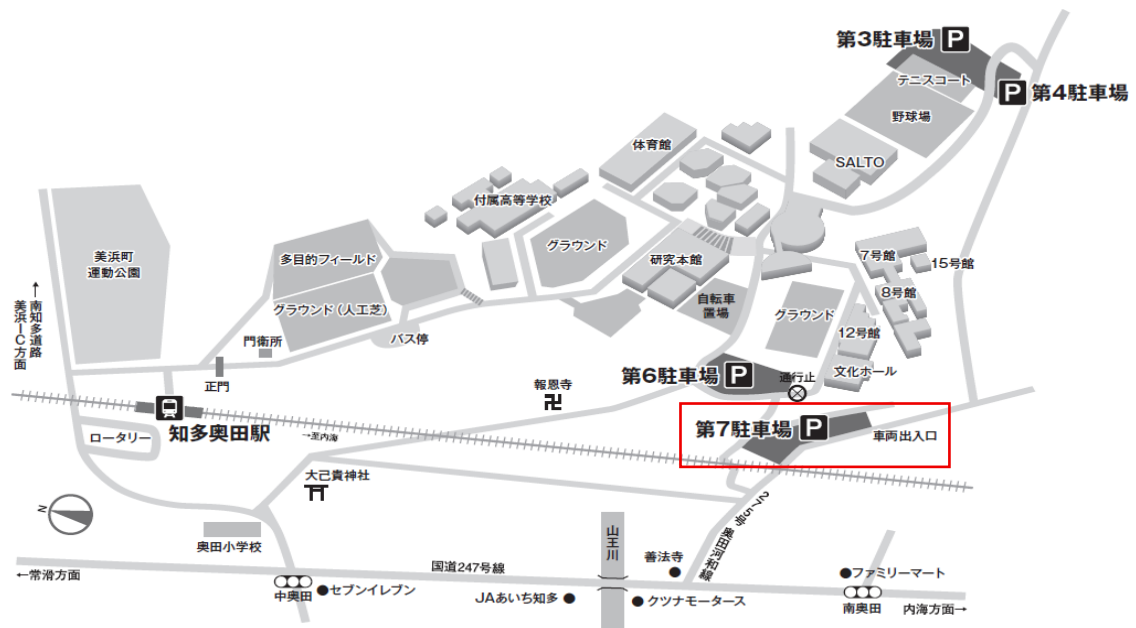 第3駐車場 P
テニスコート
P 第4駐車場
野球場
体育館
SALTO
付属高等学校
美浜町
運動公園
多目的フィールド
グラウンド
研究本館
7号館
15号館
8号館
自転車
置場
グラウンド(人工芝)
グラウンド
12号館
バス停
門衛所
文化ホール
正門
第6駐車場 P
通行止
↑南知多道路
美浜IC方面
報恩寺
第7駐車場 P
車両出入口
知多奥田駅
ロータリー
→至内海
大己貴神社
N
275号 奥田河和線
奥田小学校
山王川
善法寺
国道247号線
←常滑方面
中奥田
セブンイレブン
JAあいち知多
クツナモータース
ファミリーマート
南奥田
内海方面→